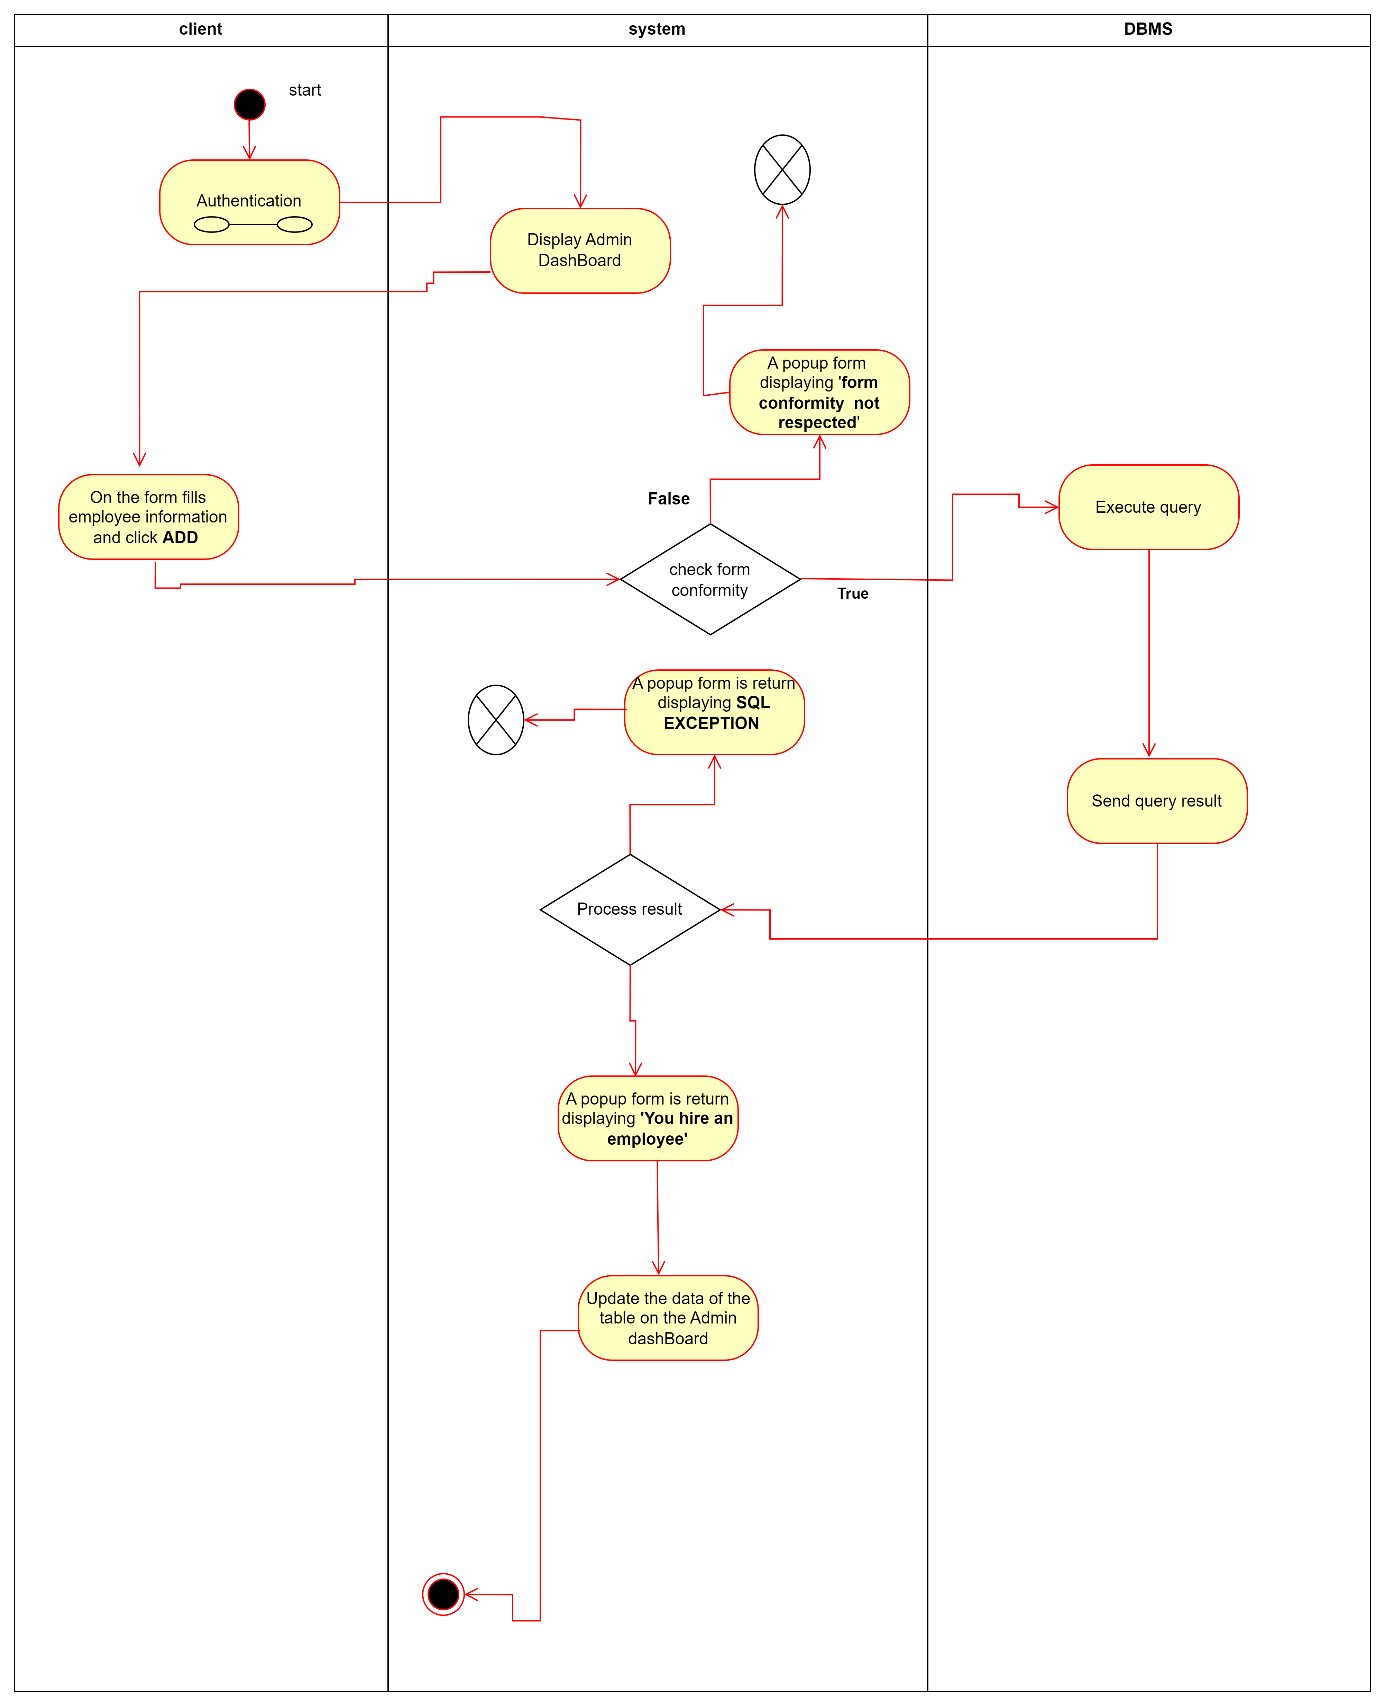 client
system
DBMS
start
Authentication
Display Admin
DashBoard
A popup form
displaying 'form
conformity  not
respected'
On the form fills
employee information
and click ADD
False
check form
conformity
True
Execute query
A popup form is return
displaying SQL
EXCEPTION
Send query result
Process result
A popup form is return
displaying 'You hire an
employee'
Update the data of the
table on the Admin
dashBoard